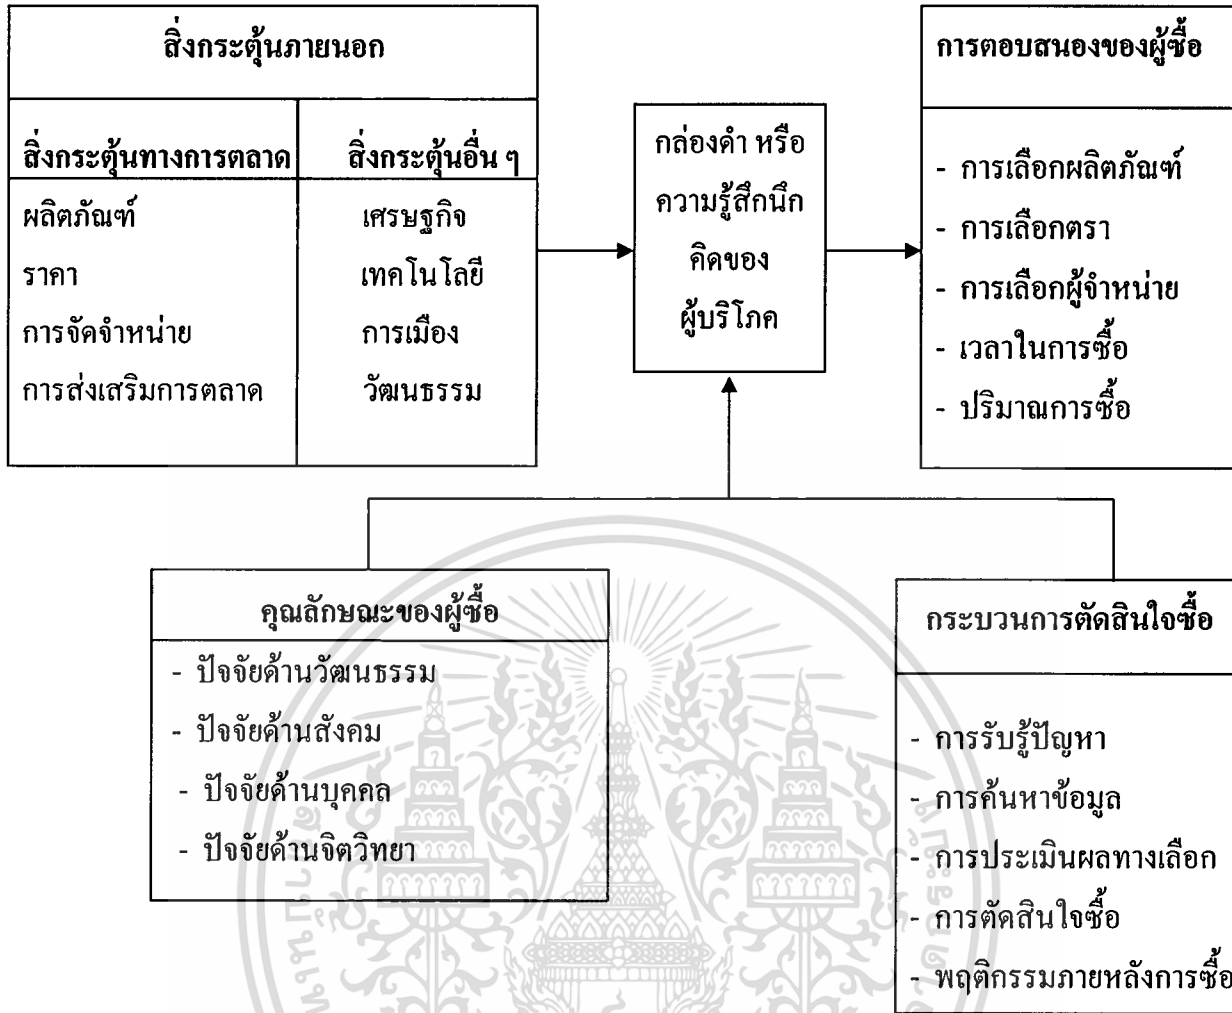 สิ่งกระตุ้นภายนอก
สิ่งกระตุ้นทางการตลาด
ผลิตภัณฑ์
ราคา
การจัดจำหน่าย
การส่งเสริมการตลาด
สิ่งกระตุ้นอื่น ๆ
เศรษฐกิจ
เทคโนโลยี
การเมือง
วัฒนธรรม
กล่องดำ หรือ
ความรู้สึกนึก
คิดของ
ผู้บริโภค
การตอบสนองของผู้ซื้อ
- การเลือกผลิตภัณฑ์
- การเลือกตรา
- การเลือกผู้จำหน่าย
- เวลาในการซื้อ
- ปริมาณการซื้อ
คุณลักษณะของผู้ซื้อ
- ปัจจัยด้านวัฒนธรรม
- ปัจจัยด้านสังคม
- ปัจจัยด้านบุคคล
- ปัจจัยด้านจิตวิทยา
กระบวนการตัดสินใจซื้อ
- การรับรู้ปัญหา
- การค้นหาข้อมูล
- การประเมินผลทางเลือก
- การตัดสินใจซื้อ
- พฤติกรรมภายหลังการซื้อ